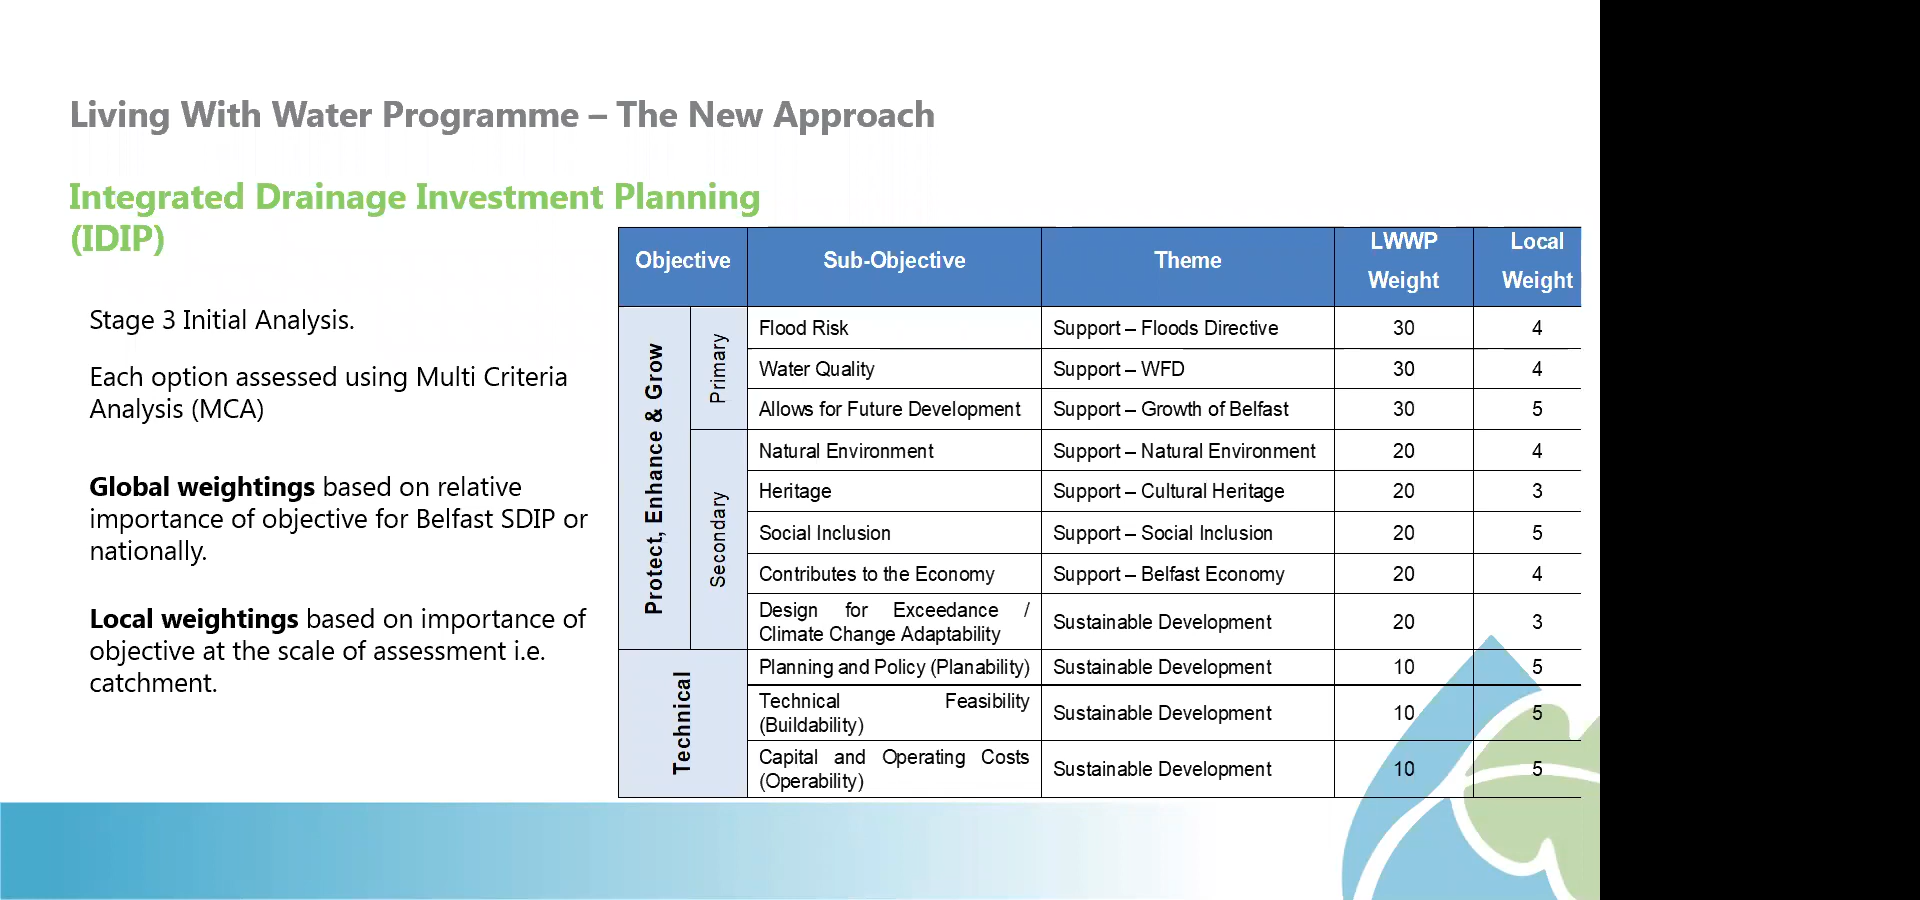 Living With Water Programme – The New Approach
Integrated Drainage Investment Planning
(IDIP)
Stage 3 Initial Analysis.
Each option assessed using Multi Criteria
Analysis (MCA)
Global weightings based on relative
importance of objective for Belfast SDIP or
nationally.
Local weightings based on importance of
objective at the scale of assessment i.e.
catchment.
Objective Sub-Objective Theme LWWP Weight Local Weight
Protect, Enhance & Grow
Primary
Flood Risk Support – Floods Directive 30 4
Water Quality Support – WFD 30 4
Allows for Future Development Support – Growth of Belfast 30 5
Secondary
Natural Environment Support – Natural Environment 20 4
Heritage Support – Cultural Heritage 20 3
Social Inclusion Support – Social Inclusion 20 5
Contributes to the Economy Support – Belfast Economy 20 4
Design for Exceedance /
Climate Change Adaptability Sustainable Development 20 3
Technical
Planning and Policy (Planability) Sustainable Development 10 5
Technical Feasibility
(Buildability) Sustainable Development 10 5
Capital and Operating Costs
(Operability) Sustainable Development 10 5